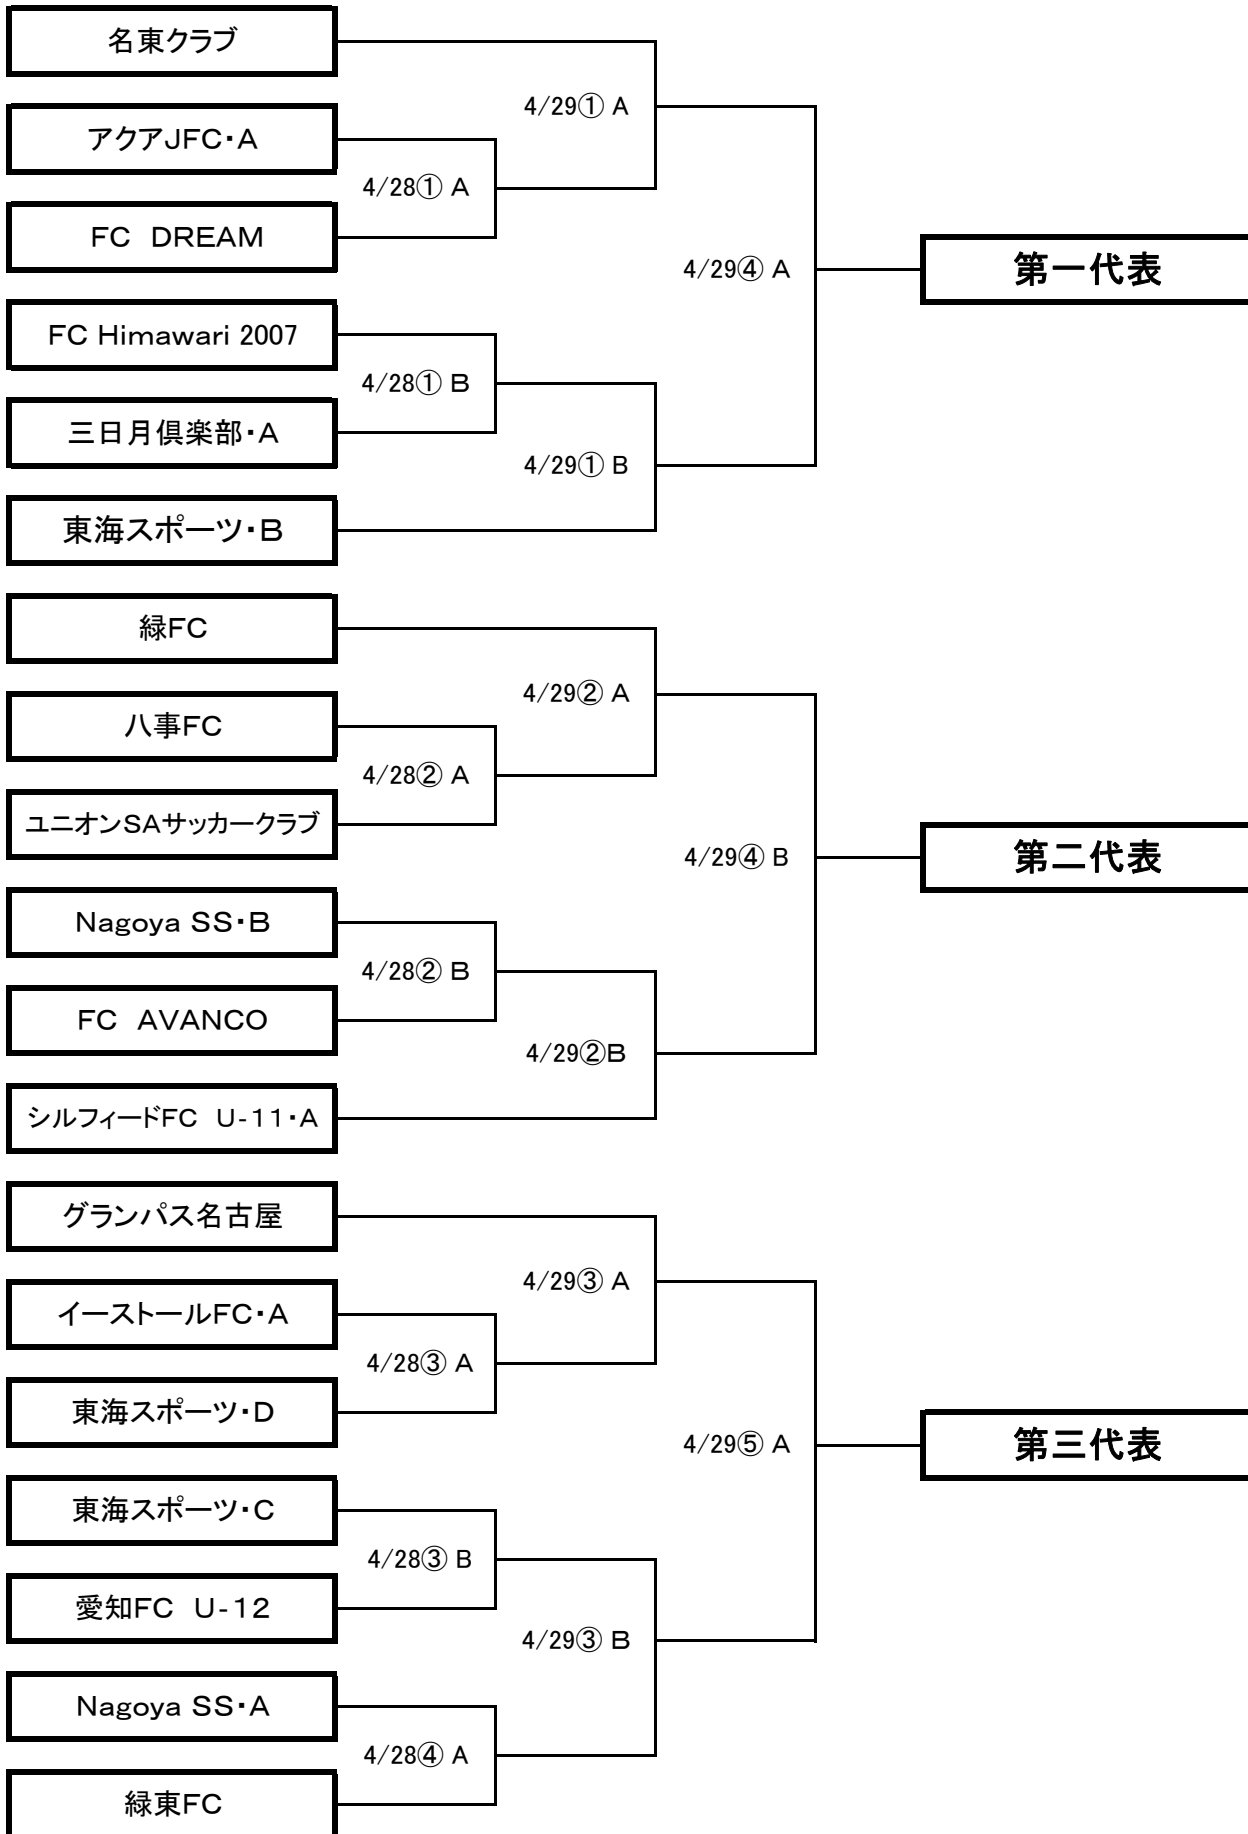 名東クラブ
4/29① A
アクアJFC・A
4/28① A
FC DREAM
4/29④ A
第一代表
FC Himawari 2007
4/28① B
三日月倶楽部・A
4/29① B
東海スポーツ・B
緑FC
4/29② A
八事FC
4/28② A
ユニオンSAサッカークラブ
4/29④ B
第二代表
Nagoya SS・B
4/28② B
FC AVANCO
4/29②B
シルフィードFC U-11・A
グランパス名古屋
4/29③ A
イーストールFC・A
4/28③ A
東海スポーツ・D
4/29⑤ A
第三代表
東海スポーツ・C
4/28③ B
愛知FC U-12
4/29③ B
Nagoya SS・A
4/28④ A
緑東FC